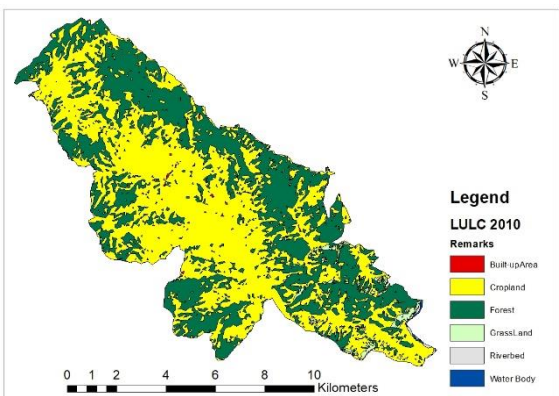 N
W E
S
Legend
LULC 2010
Remarks
Built-upArea
Cropland
Forest
GrassLand
Riverbed
Water Body
0 1 2 4 6 8 10
Kilometers